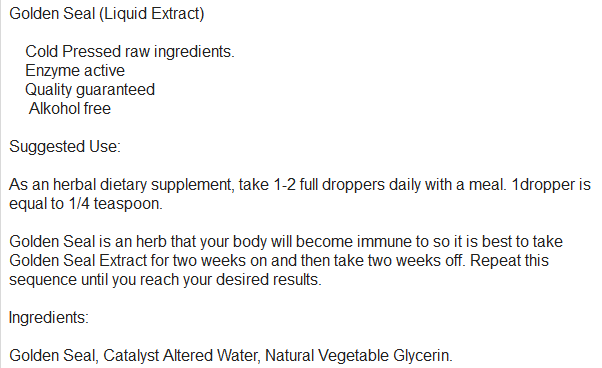 Golden Seal (Liquid Extract)
Cold Pressed raw ingredients.
Enzyme active
Quality guaranteed
Alkohol free
Suggested Use:
As an herbal dietary supplement, take 1-2 full droppers daily with a meal. 1dropper is
equal to 1/4 teaspoon.
Golden Seal is an herb that your body will become immune to so it is best to take
Golden Seal Extract for two weeks on and then take two weeks off. Repeat this
sequence until you reach your desired results.
Ingredients:
Golden Seal, Catalyst Altered Water, Natural Vegetable Glycerin.